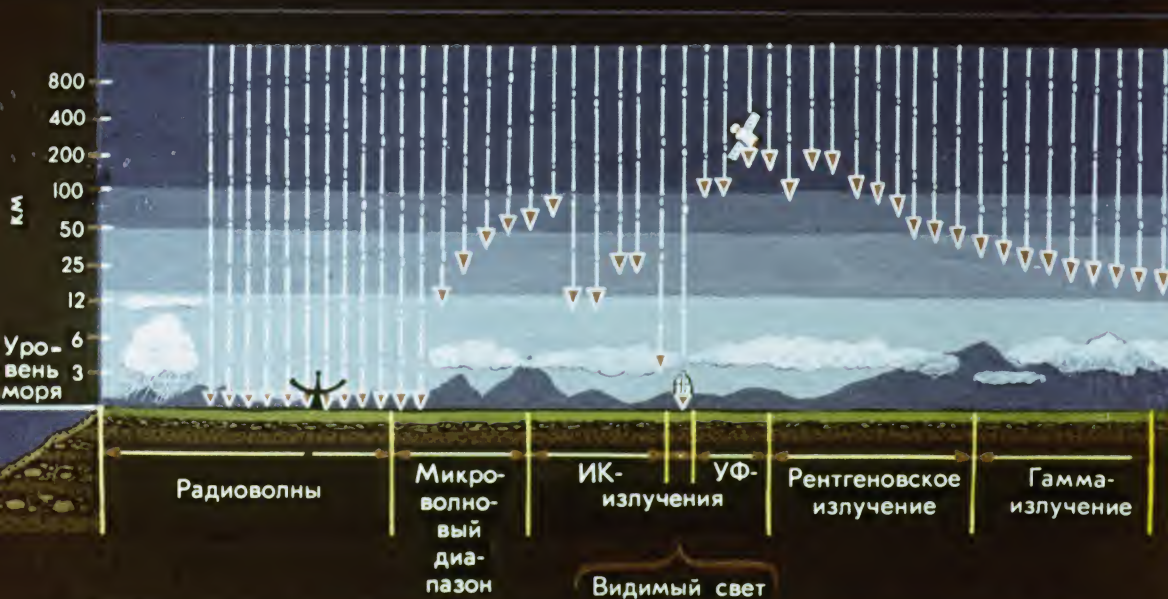 800
400
200
100
50
25
12
6
3
км
Уро-
вень
моря
Радиоволны
Микро-
волно-
вый
диа-
пазон
ИК- УФ-
излучения
Рентгеновское
излучение
Гамма-
излучение
Видимый свет